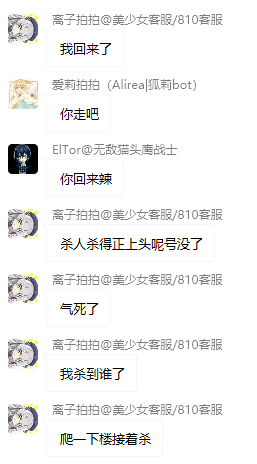 离子拍拍@美少女客服/810客服
我回来了
爱莉拍拍（Alirea|狐莉bot）
你走吧
ElTor@无敌猫头鹰战士
你回来辣
离子拍拍@美少女客服/810客服
杀人杀得正上头呢号没了
离子拍拍@美少女客服/810客服
气死了
离子拍拍@美少女客服/810客服
我杀到谁了
离子拍拍@美少女客服/810客服
爬一下楼接着杀